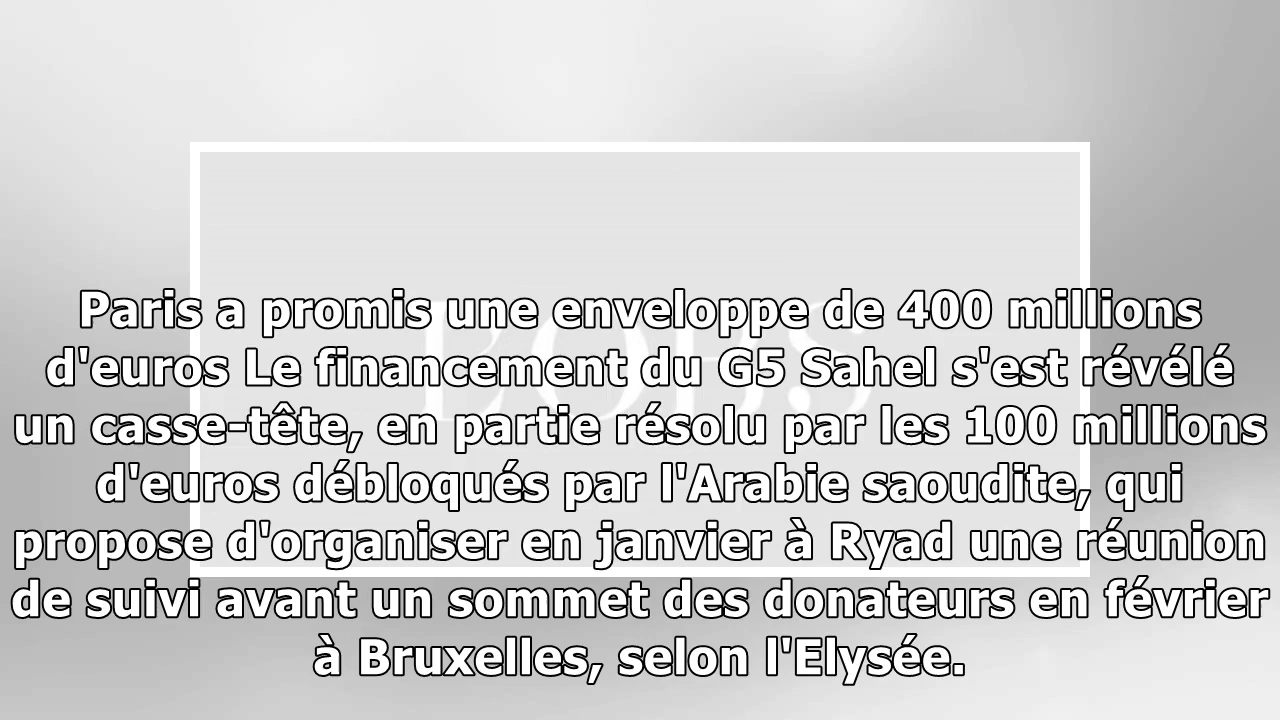 Paris a promis une enveloppe de 400 millions
d'euros Le financement du G5 Sahel s'est révélé
un casse-tête, en partie résolu par les 100 millions
d'euros débloqués par l'Arabie saoudite, qui
propose d'organiser en janvier à Ryad une réunion
de suivi avant un sommet des donateurs en février
à Bruxelles, selon l'Elysée.